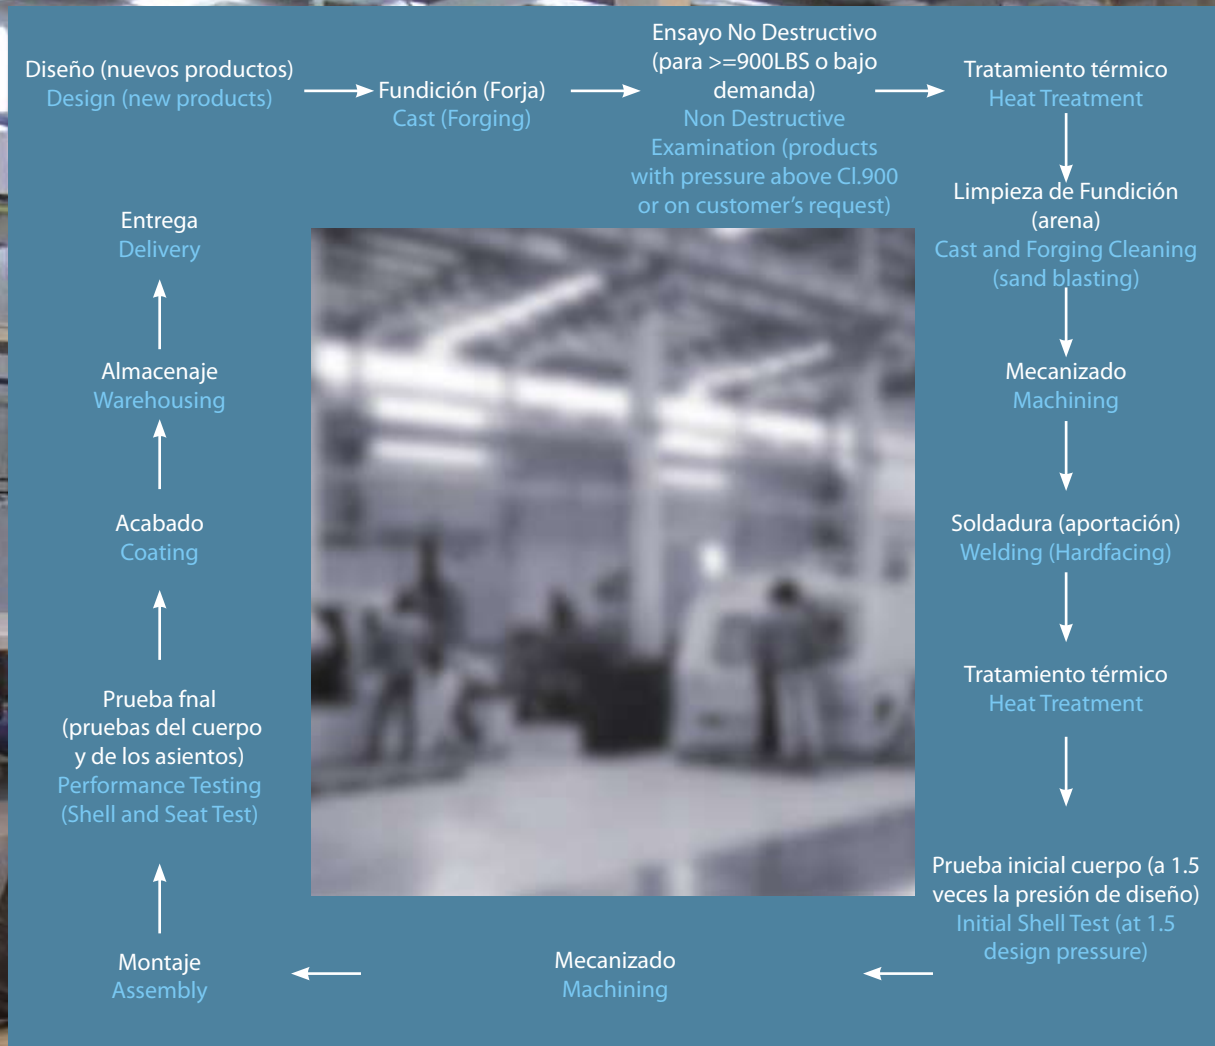 Diseño (nuevos productos)
Design (new products)
Fundición (Forja)
Cast (Forging)
Ensayo No Destructivo
(para >=900LBS o bajo
demanda)
Non Destructive
Examination (products
with pressure above Cl.900
or on customer’s request)
Tratamiento térmico
Heat Treatment
Limpieza de Fundición
(arena)
Cast and Forging Cleaning
(sand blasting)
Mecanizado
Machining
Soldadura (aportación)
Welding (Hardfacing)
Tratamiento térmico
Heat Treatment
Prueba inicial cuerpo (a 1.5
veces la presión de diseño)
Initial Shell Test (at 1.5
design pressure)
Mecanizado
Machining
Montaje
Assembly
Prueba fnal
(pruebas del cuerpo
y de los asientos)
Performance Testing
(Shell and Seat Test)
Acabado
Coating
Almacenaje
Warehousing
Entrega
Delivery